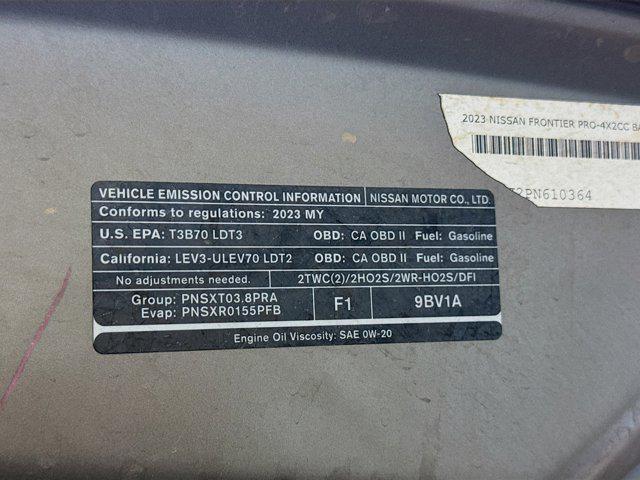 2023 NISSAN FRONTIER PRO-4X2CC
2PN610364
VEHICLE EMISSION CONTROL INFORMATION NISSAN MOTOR CO., LTD.
Conforms to regulations: 2023 MY
U.S. EPA: T3B70 LDT3 OBD: CA OBD II Fuel: Gasoline
California: LEV3-ULEV70 LDT2 OBD: CA OBD II Fuel: Gasoline
No adjustments needed. 2TWC(2)/2HO2S/2WR-HO2S/DFI
Group: PNSXT03.8PRA F1 9BV1A
Evap: PNSXR0155PFB
Engine Oil Viscosity: SAE 0W-20